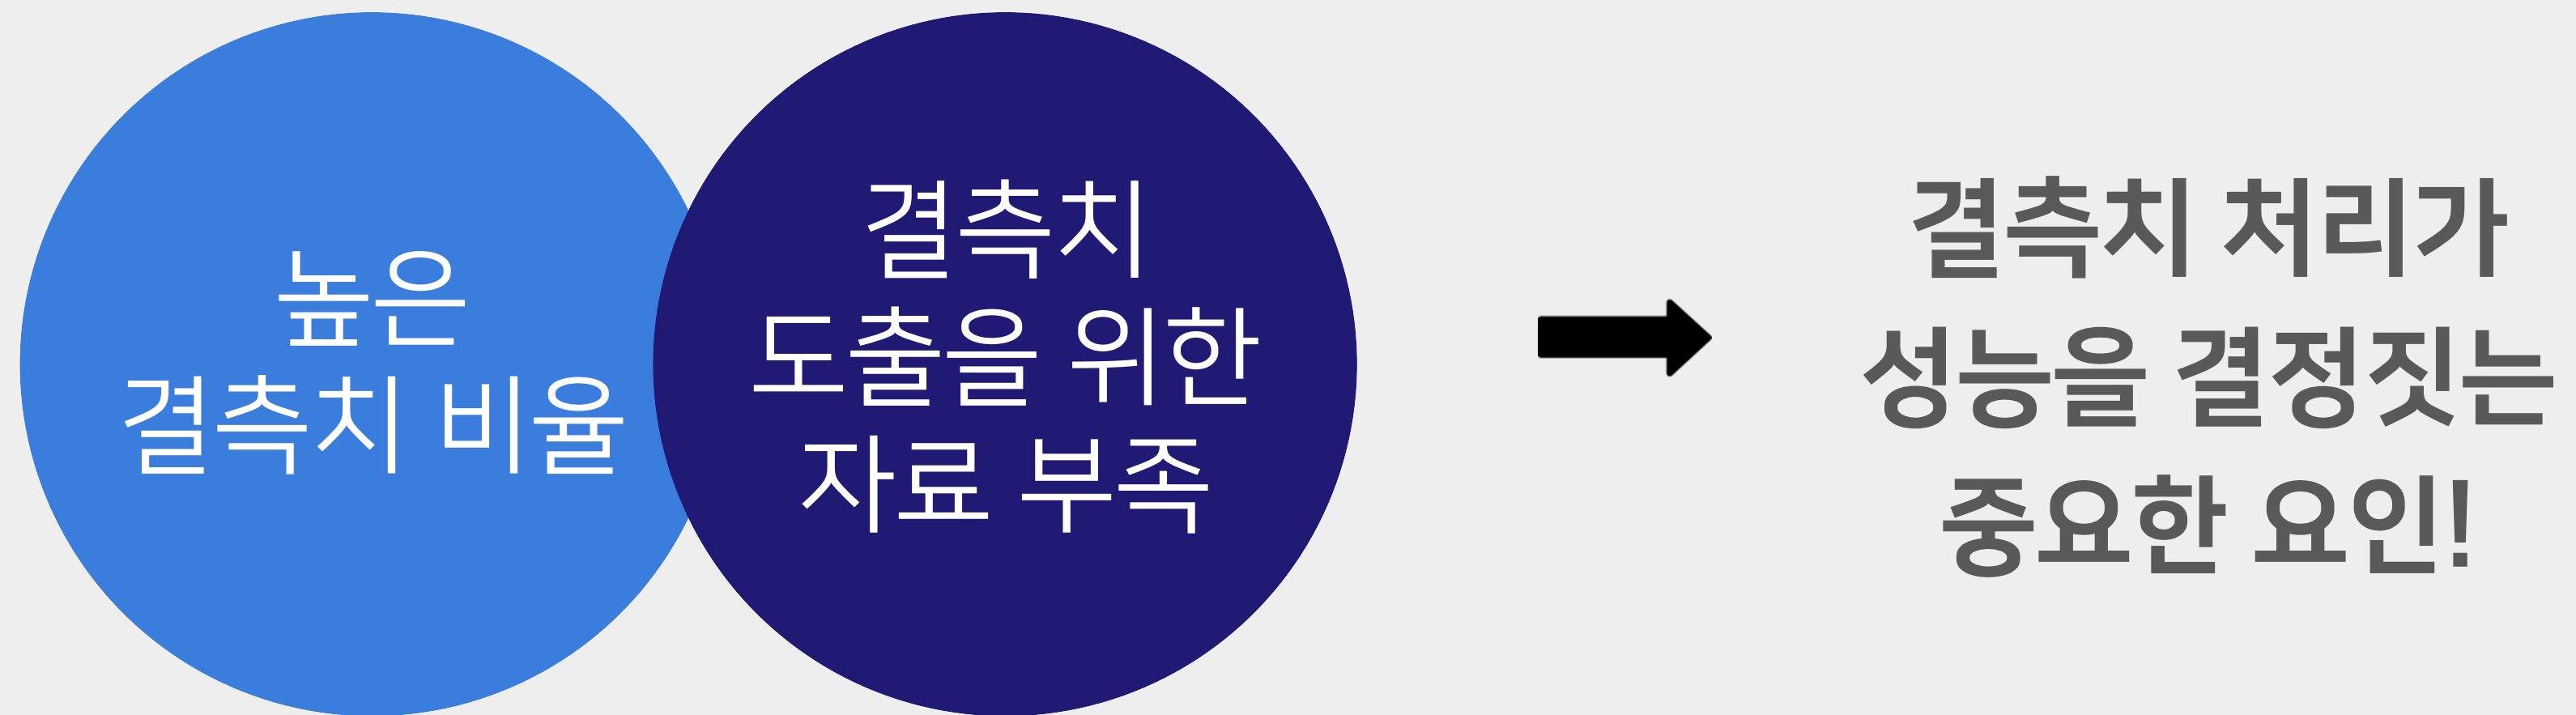 높은
결측치 비율
결측치
도출을 위한
자료 부족
결측치 처리가
성능을 결정짓는
중요한 요인!